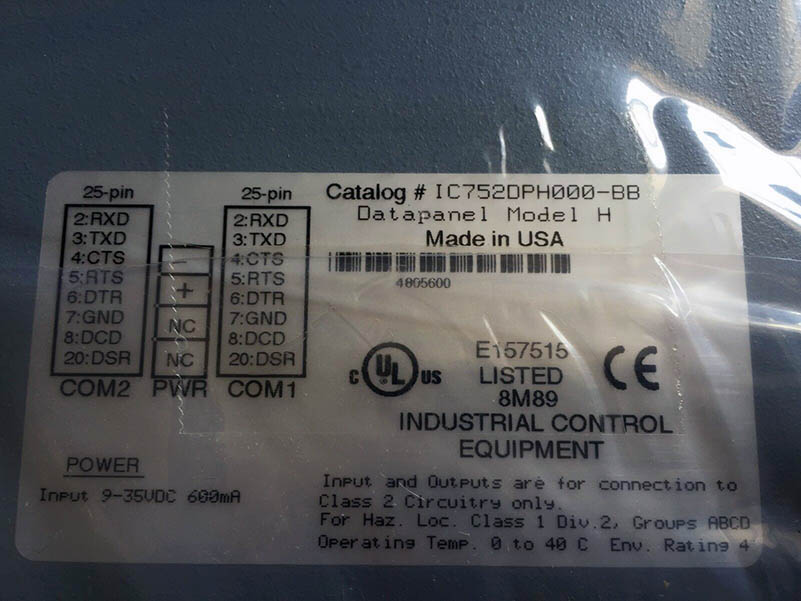 25-pin
2:RXD
3:TXD
4:CTS
5:RTS
6:DTR
7:GND
8:DCD
20:DSR
COM2
-
+
NC
NC
PWR
25-pin
2:RXD
3:TXD
4:CTS
5:RTS
6:DTR
7:GND
8:DCD
20:DSR
COM1
Catalog # IC752DPH000-BB
Datapanel Model H
Made in USA
4805600
C UL US
E157515
LISTED
8M89
CE
INDUSTRIAL CONTROL
EQUIPMENT
POWER
Input 9-35VDC 600mA
Input and Outputs are for connection to
Class 2 Circuitry only.
For Haz. Loc. Class 1 Div.2, Groups ABCD
Operating Temp. 0 to 40 C Env. Rating 4